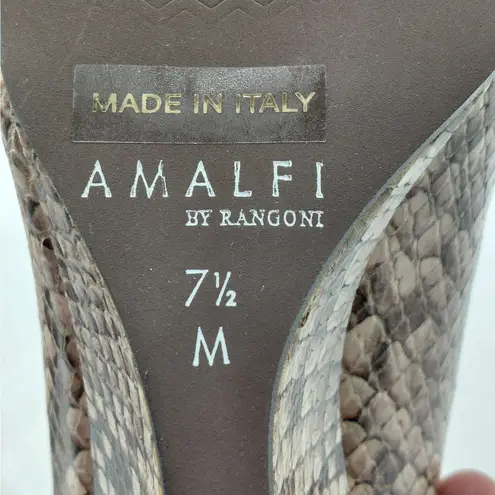 MADE IN ITALY
AMALFI
BY RANGONI
7½
M